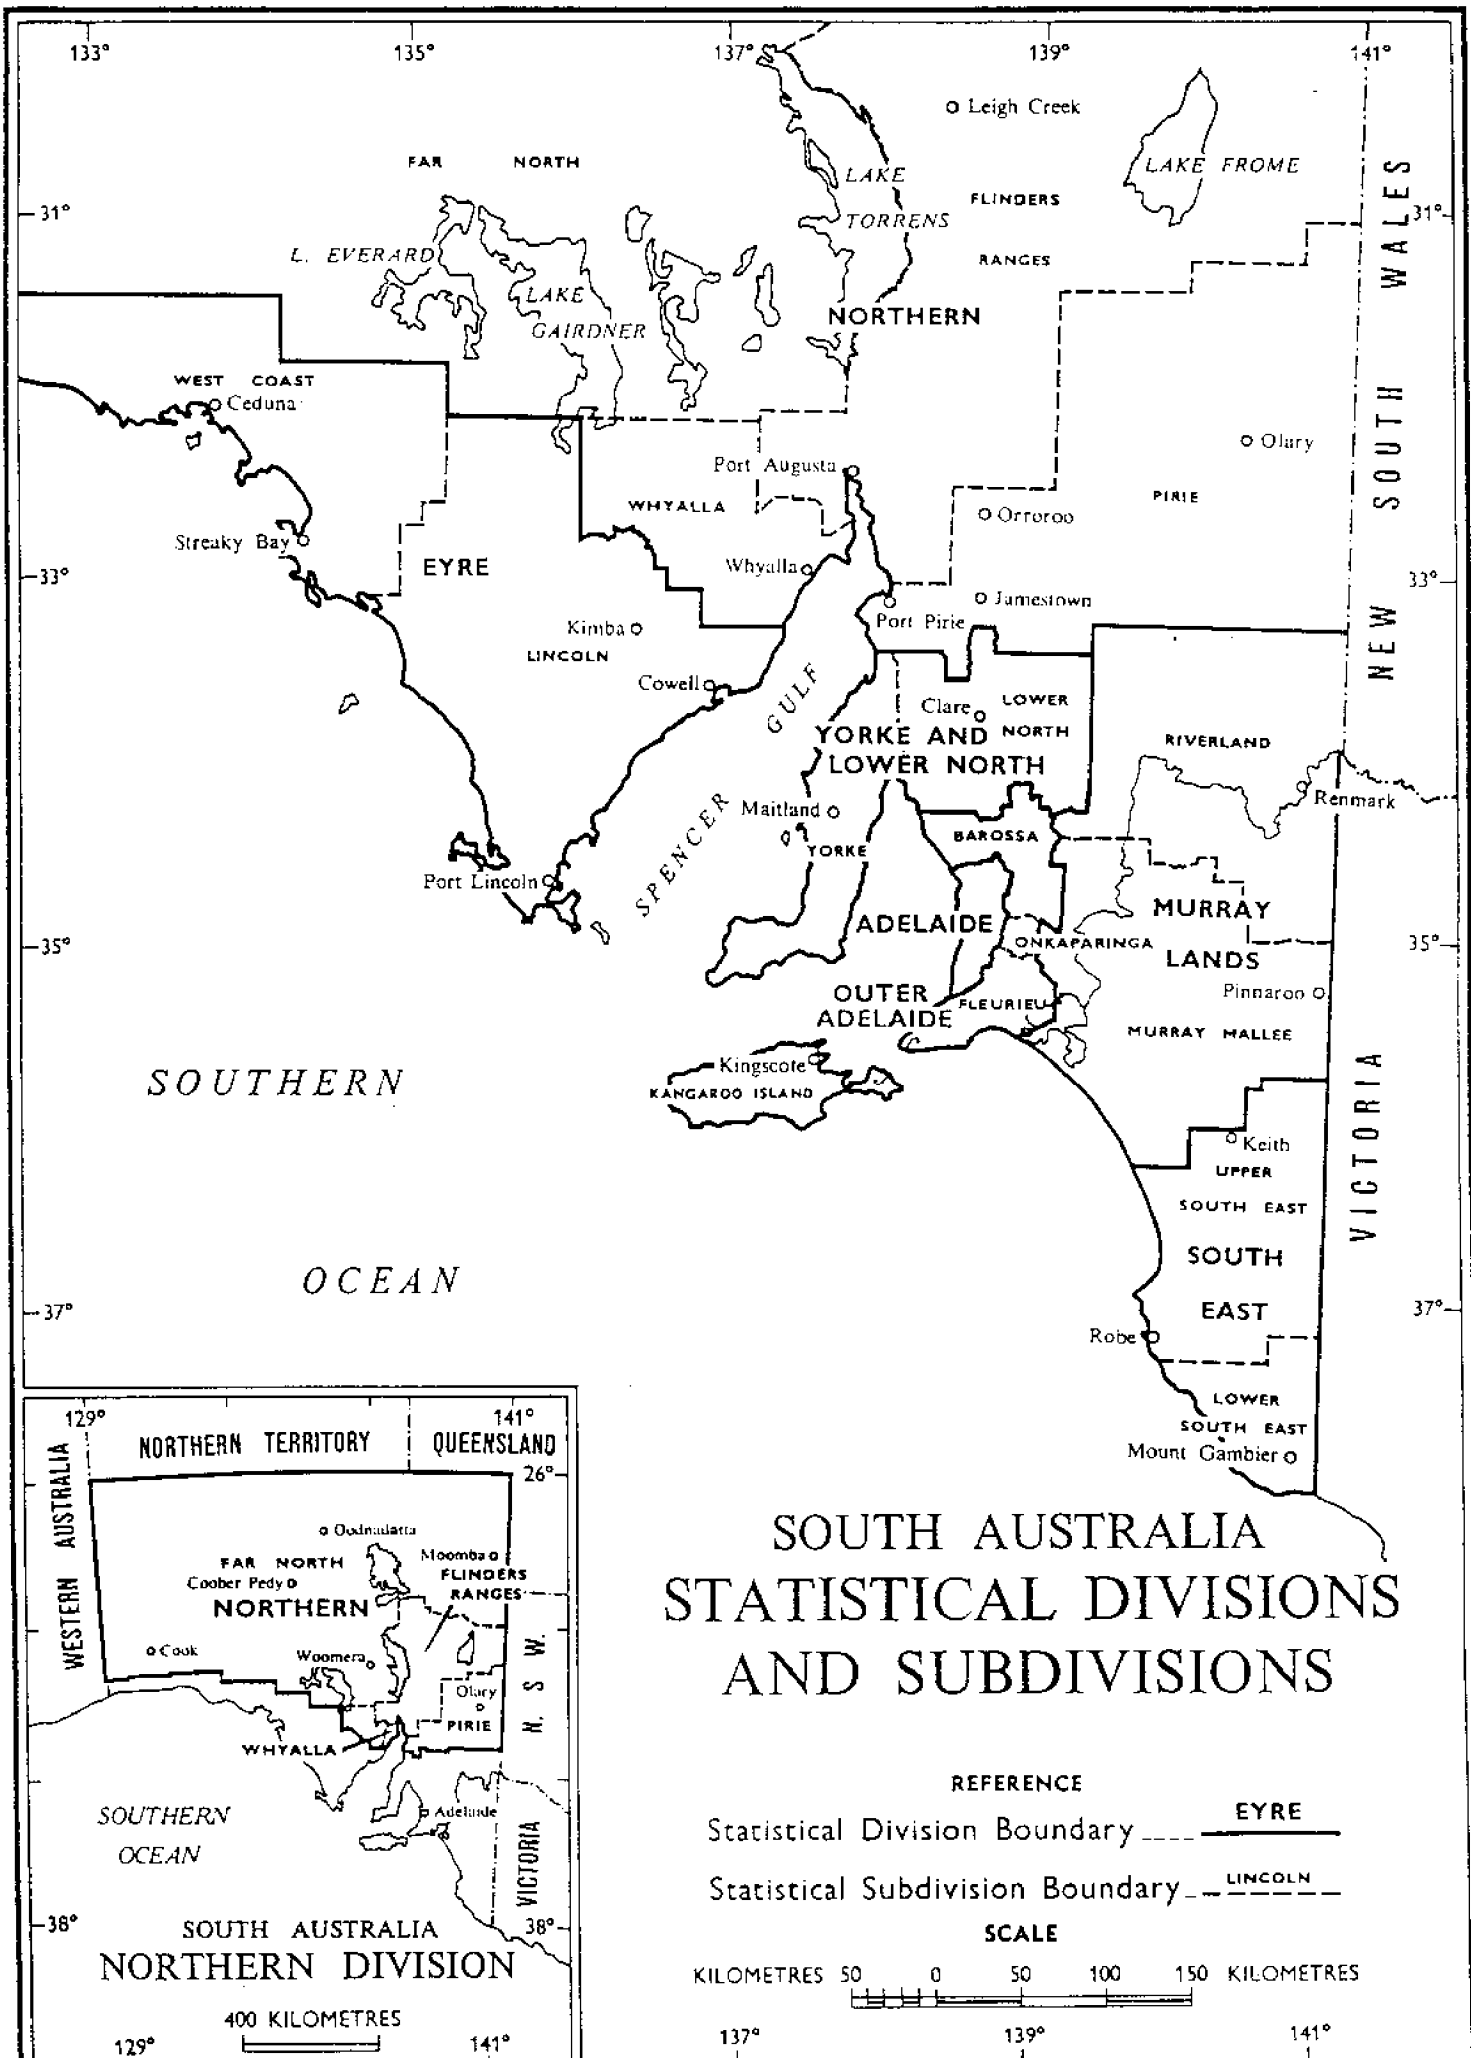 133° 135° 137° 139° 141°
Leigh Creek
FAR NORTH
LAKE FROME
LAKE
TORRENS
FLINDERS
RANGES
31° 31°
L. EVERARD
LAKE
GAIRDNER
NORTHERN
NEW SOUTH WALES
WEST COAST
Ceduna
Olary
Port Augusta
PIRIE
WHYALLA
Orroroo
Streaky Bay
EYRE
Whyalla
33° 33°
Jamestown
Port Pirie
Kimba
LINCOLN
Cowell
SPENCER GULF
Clare
LOWER
NORTH
YORKE AND
LOWER NORTH
RIVERLAND
Renmark
Maitland
BAROSSA
YORKE
Port Lincoln
MURRAY
LANDS
ADELAIDE
ONKAPARINGA
35° 35°
Pinnaroo
OUTER
ADELAIDE
FLEURIEU
MURRAY MALLEE
Kingscote
KANGAROO ISLAND
SOUTHERN
OCEAN
VICTORIA
Keith
UPPER
SOUTH EAST
SOUTH
EAST
37° 37°
Robe
LOWER
SOUTH EAST
Mount Gambier
129° 141°
NORTHERN TERRITORY QUEENSLAND
26°
WESTERN AUSTRALIA
Oodnadatta
FAR NORTH
Moomba
Coober Pedy
FLINDERS
RANGES
NORTHERN
Cook
Woomera
N. S. W.
Olary
PIRIE
WHYALLA
SOUTHERN
OCEAN
Adelaide
VICTORIA
38° 38°
SOUTH AUSTRALIA
NORTHERN DIVISION
400 KILOMETRES
129° 141°
SOUTH AUSTRALIA
STATISTICAL DIVISIONS
AND SUBDIVISIONS
REFERENCE
Statistical Division Boundary EYRE
Statistical Subdivision Boundary LINCOLN
SCALE
KILOMETRES 50 0 50 100 150 KILOMETRES
137° 139° 141°